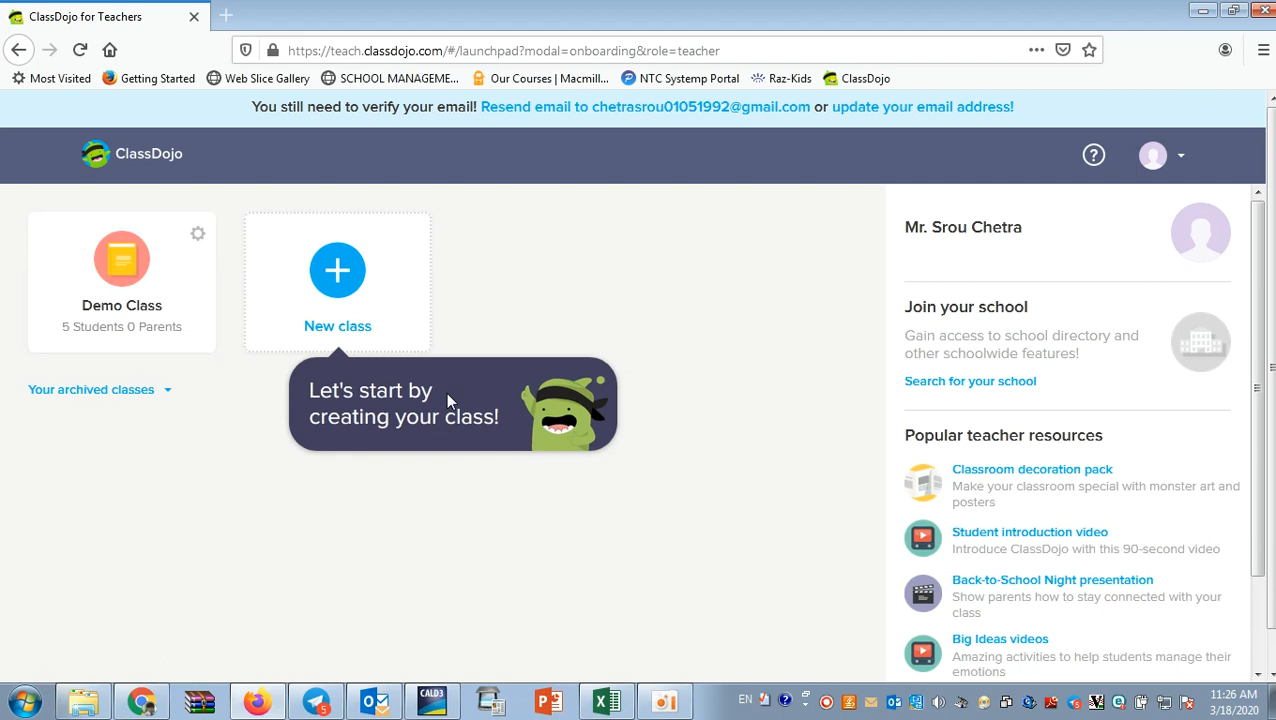 ClassDojo for Teachers
https://teach.classdojo.com/#/launchpad?modal=onboarding&role=teacher
Most Visited Getting Started Web Slice Gallery SCHOOL MANAGEME... Our Courses | Macmill... NTC Systemp Portal Raz-Kids ClassDojo
You still need to verify your email! Resend email to chetrasrou01051992@gmail.com or update your email address!
ClassDojo
Demo Class
5 Students 0 Parents
New class
Your archived classes
Let's start by
creating your class!
Mr. Srou Chetra
Join your school
Gain access to school directory and
other schoolwide features!
Search for your school
Popular teacher resources
Classroom decoration pack
Make your classroom special with monster art and
posters
Student introduction video
Introduce ClassDojo with this 90-second video
Back-to-School Night presentation
Show parents how to stay connected with your
class
Big Ideas videos
Amazing activities to help students manage their
emotions
5
CALD3
EN
11:26 AM
3/18/2020